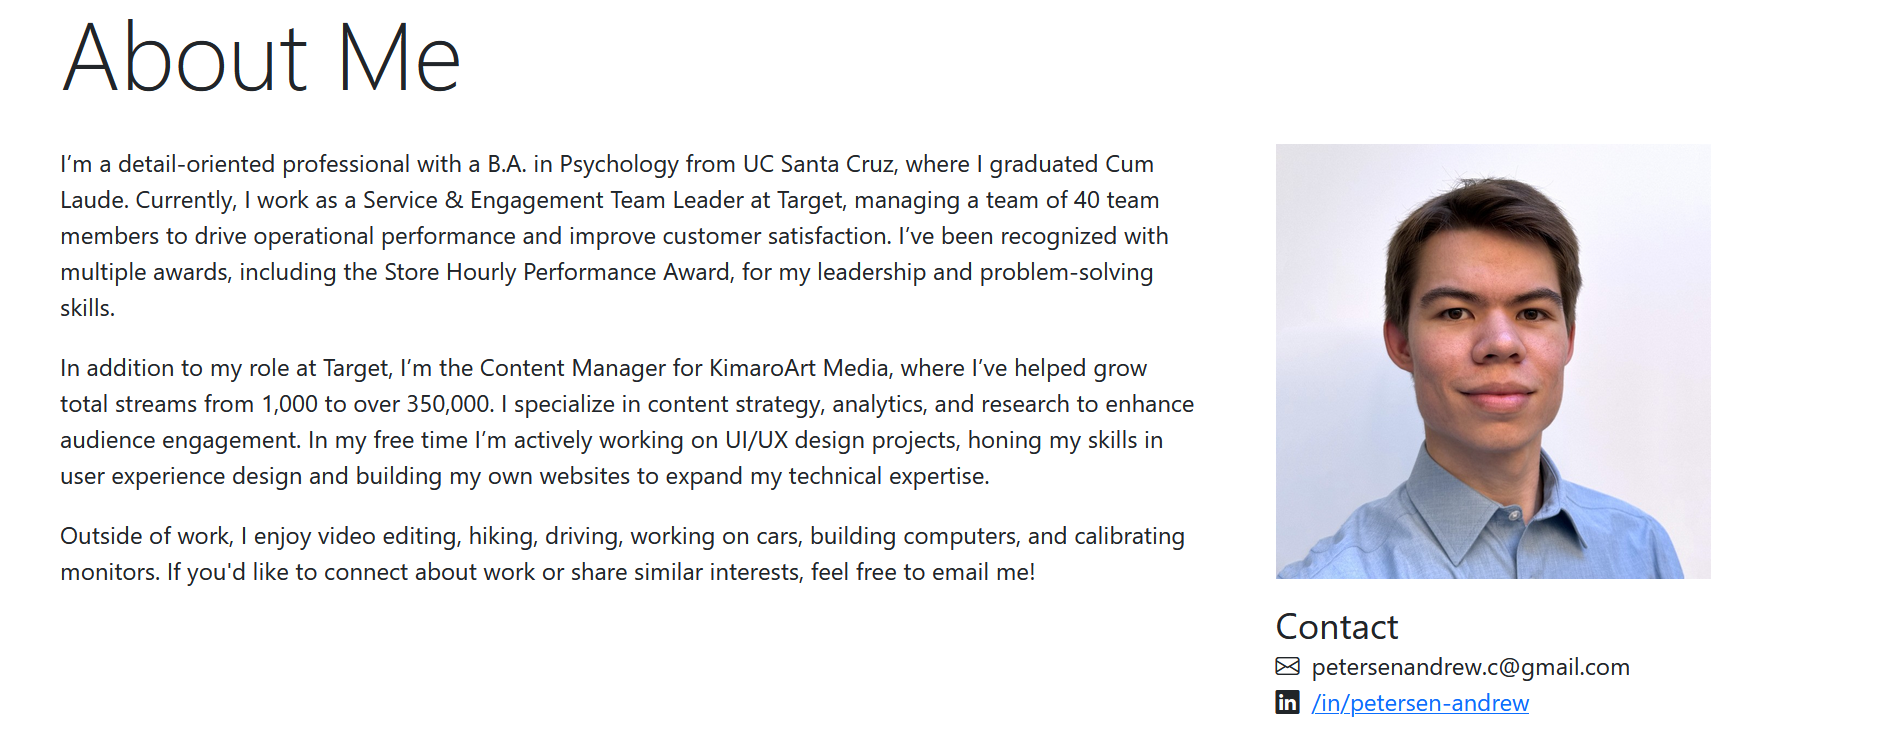 About Me
I’m a detail-oriented professional with a B.A. in Psychology from UC Santa Cruz, where I graduated Cum
Laude. Currently, I work as a Service & Engagement Team Leader at Target, managing a team of 40 team
members to drive operational performance and improve customer satisfaction. I’ve been recognized with
multiple awards, including the Store Hourly Performance Award, for my leadership and problem-solving
skills.
In addition to my role at Target, I’m the Content Manager for KimaroArt Media, where I’ve helped grow
total streams from 1,000 to over 350,000. I specialize in content strategy, analytics, and research to enhance
audience engagement. In my free time I’m actively working on UI/UX design projects, honing my skills in
user experience design and building my own websites to expand my technical expertise.
Outside of work, I enjoy video editing, hiking, driving, working on cars, building computers, and calibrating
monitors. If you'd like to connect about work or share similar interests, feel free to email me!
Contact
petersenandrew.c@gmail.com
in /in/petersen-andrew